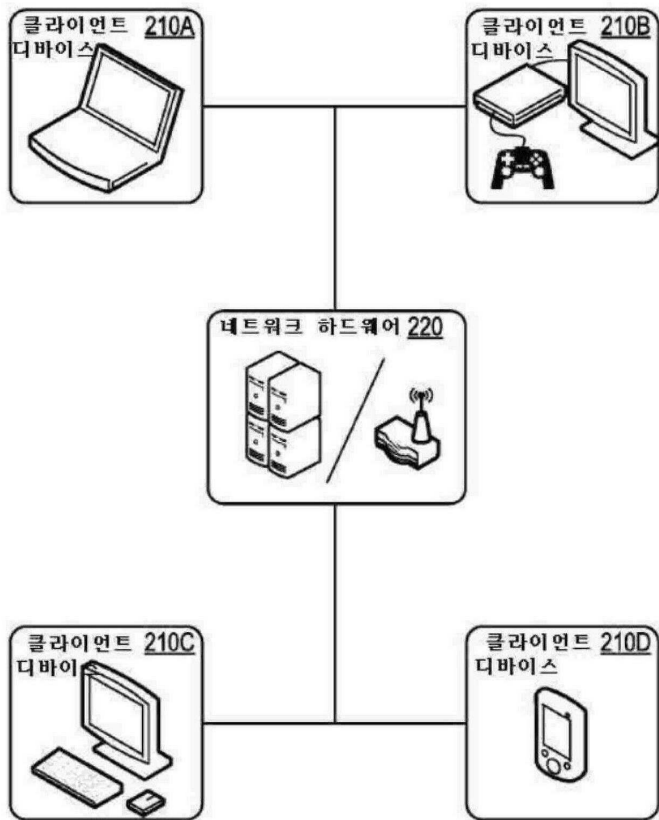 클라이언트 210A
디바이스
클라이언트 210B
디바이스
네트워크 하드웨어 220
클라이언트 210C
디바이스
클라이언트 210D
디바이스